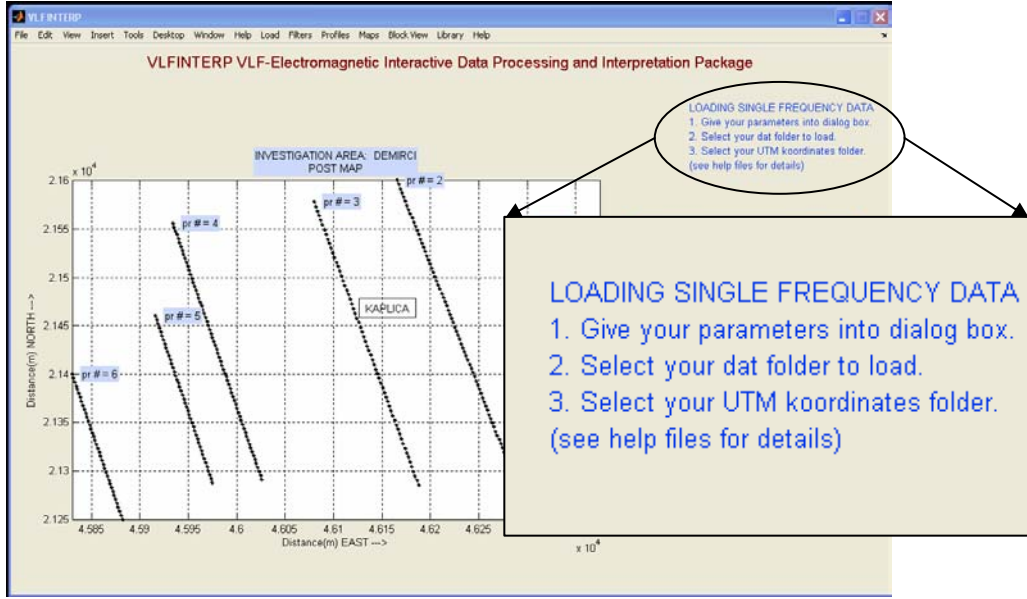 VLFINTERP
File Edit View Insert Tools Desktop Window Help Load Filters Profiles Maps Block View Library Help
VLFINTERP VLF-Electromagnetic Interactive Data Processing and Interpretation Package
LOADING SINGLE FREQUENCY DATA
1. Give your parameters into dialog box.
2. Select your dat folder to load.
3. Select your UTM koordinates folder.
(see help files for details)
INVESTIGATION AREA: DEMIRCI
POST MAP
x 10^4
2.16
2.155
2.15
2.145
2.14
2.135
2.13
2.125
Distance(m) NORTH --->
pr # = 2
pr # = 3
pr # = 4
KAPLICA
pr # = 5
pr # = 6
4.585 4.59 4.595 4.6 4.605 4.61 4.615 4.62 4.625
Distance(m) EAST --->
x 10^4
LOADING SINGLE FREQUENCY DATA
1. Give your parameters into dialog box.
2. Select your dat folder to load.
3. Select your UTM koordinates folder.
(see help files for details)